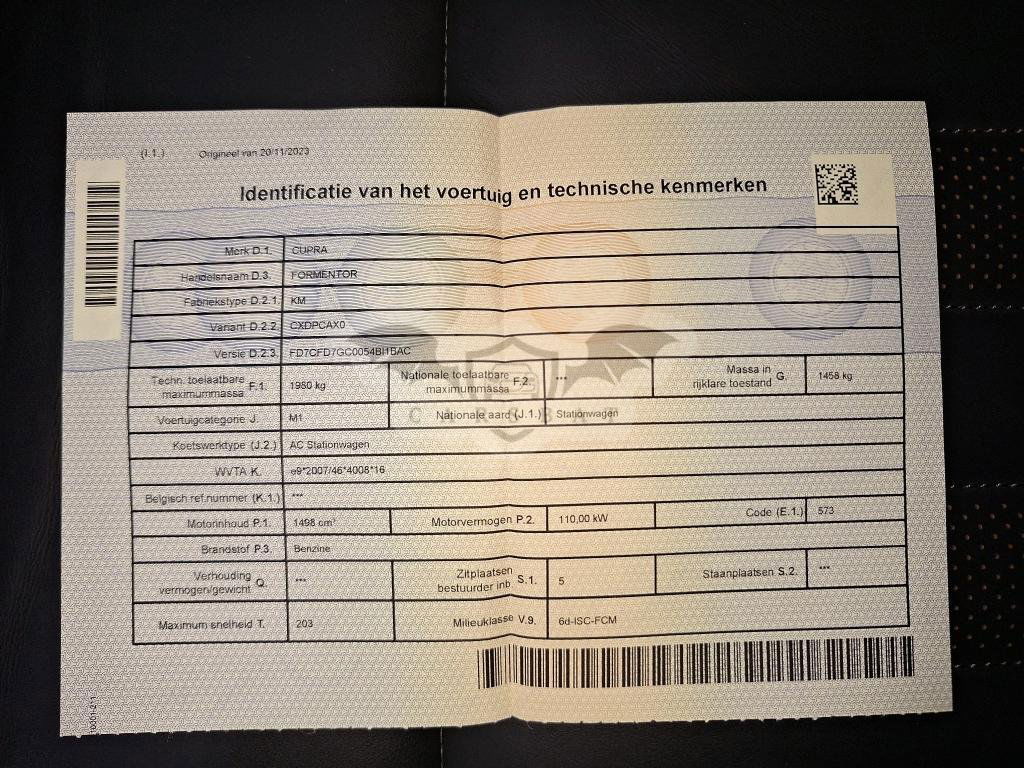 (I.1.) Origineel van 20/11/2023
Identificatie van het voertuig en technische kenmerken
Merk D.1. CUPRA
Handelsnaam D.3. FORMENTOR
Fabriekstype D.2.1. KM
Variant D.2.2. CXDPCAX0
Versie D.2.3. FD7CFD7GC0054BI1BAC
Techn. toelaatbare maximummassa F.1. 1980 kg Nationale toelaatbare maximummassa F.2. *** Massa in rijklare toestand G. 1458 kg
Voertuigcategorie J. M1 Nationale aard (J.1.) Stationwagen
Koetswerktype (J.2.) AC Stationwagen
WVTA K. e9*2007/46*4008*16
Belgisch ref.nummer (K.1.) ***
Motorinhoud P.1. 1498 cm³ Motorvermogen P.2. 110,00 kW Code (E.1.) 573
Brandstof P.3. Benzine
Verhouding vermogen/gewicht Q. *** Zitplaatsen bestuurder inb. S.1. 5 Staanplaatsen S.2. ***
Maximum snelheid T. 203 Milieuklasse V.9. 6d-ISC-FCM